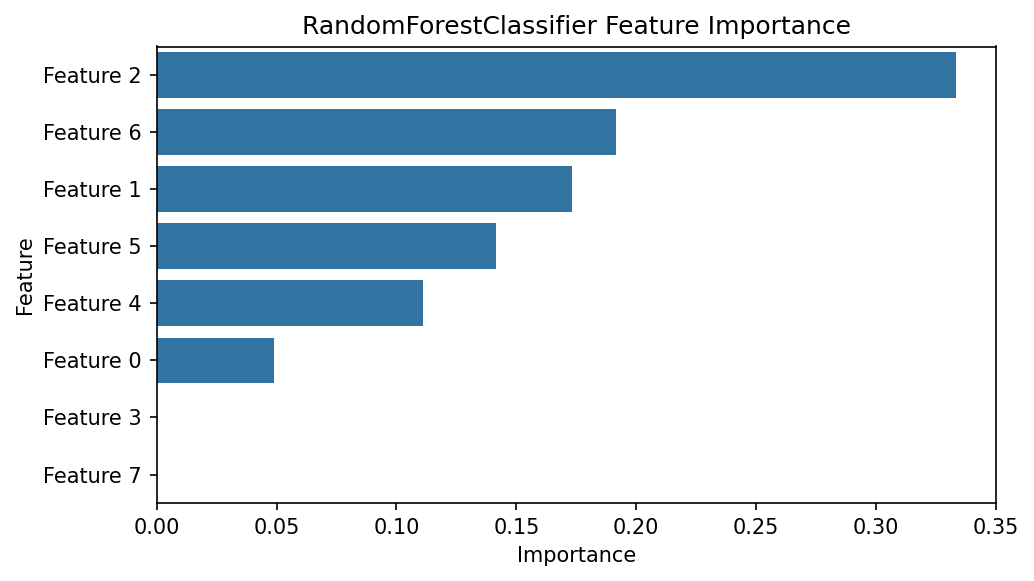 RandomForestClassifier Feature Importance
Feature
Feature 2
Feature 6
Feature 1
Feature 5
Feature 4
Feature 0
Feature 3
Feature 7
0.00 0.05 0.10 0.15 0.20 0.25 0.30 0.35
Importance